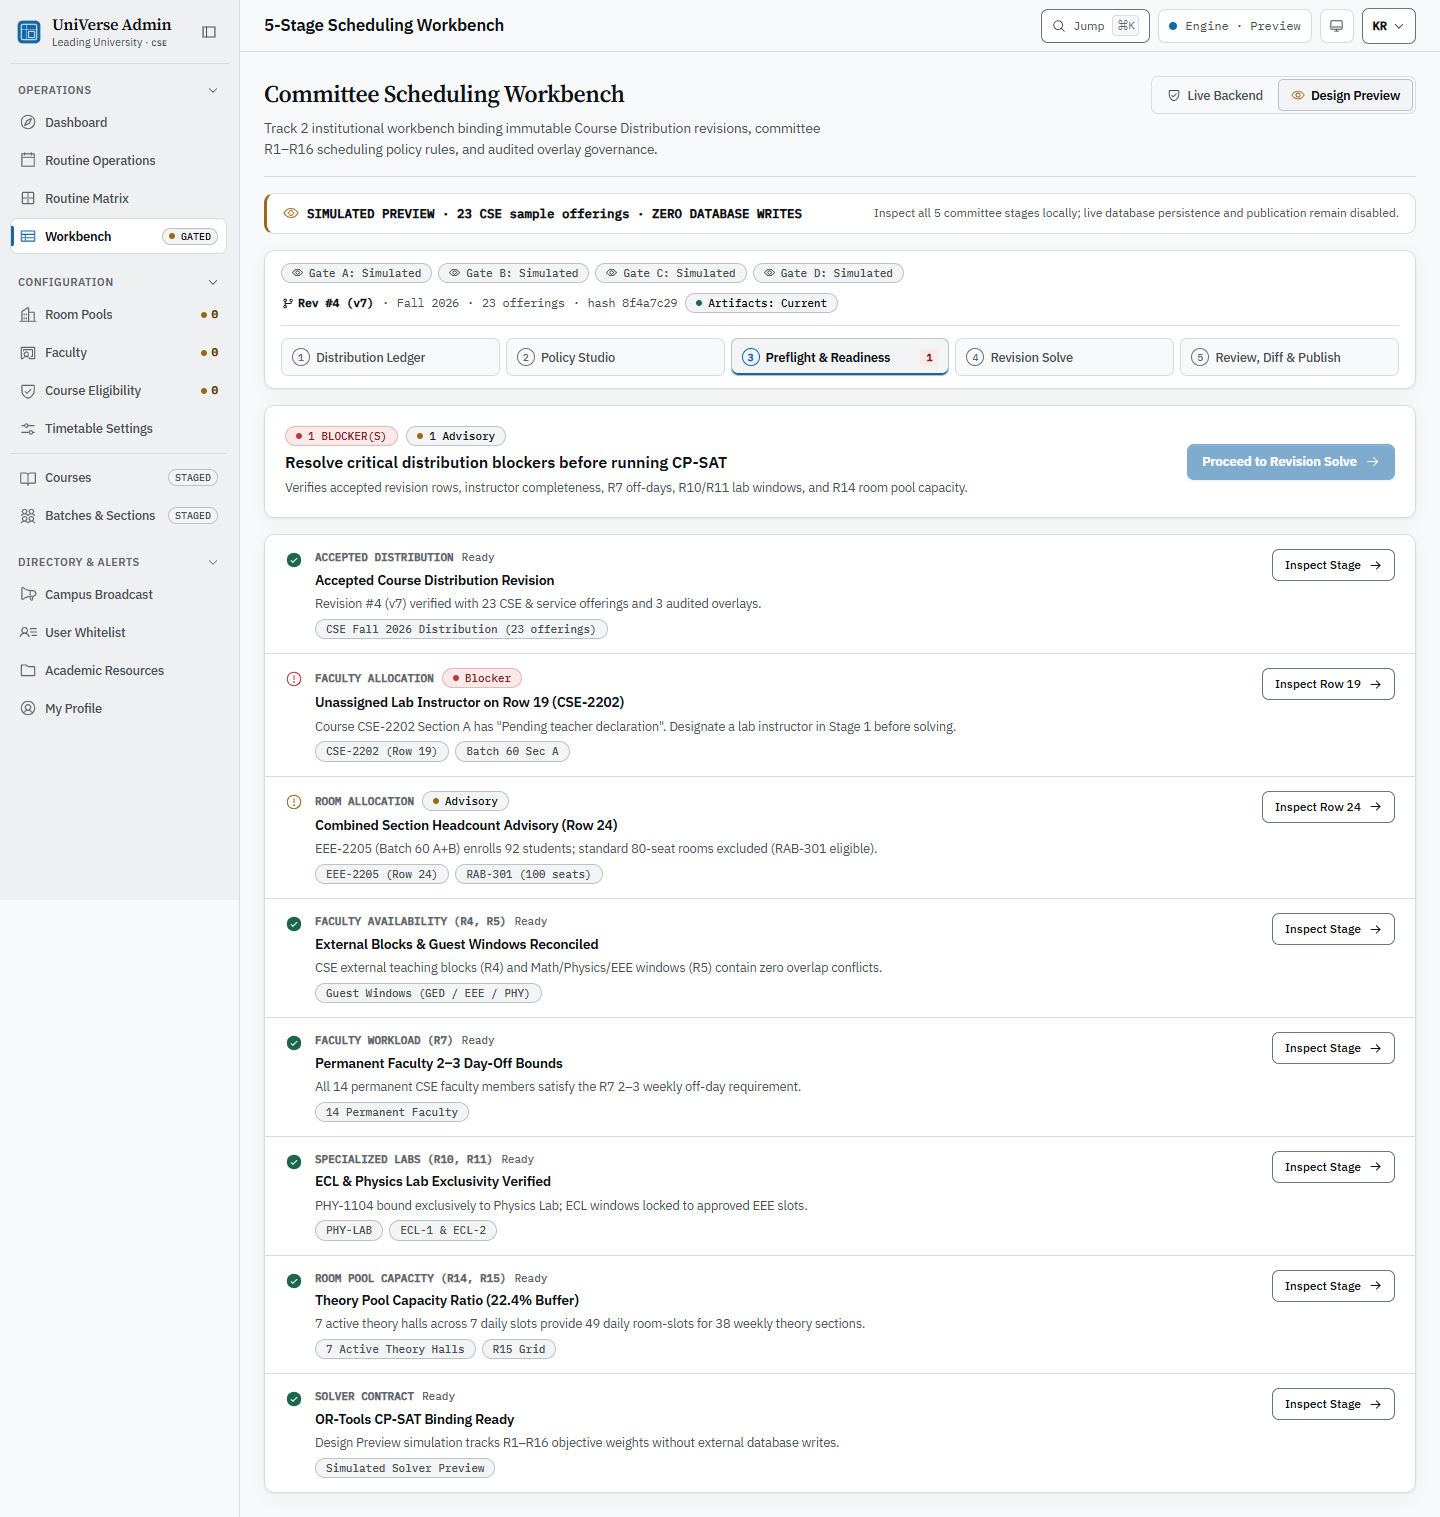 UniVerse Admin
Leading University · CSE
OPERATIONS
Dashboard
Routine Operations
Routine Matrix
Workbench GATED
CONFIGURATION
Room Pools 0
Faculty 0
Course Eligibility 0
Timetable Settings
Courses STAGED
Batches & Sections STAGED
DIRECTORY & ALERTS
Campus Broadcast
User Whitelist
Academic Resources
My Profile
5-Stage Scheduling Workbench
Jump ⌘K
Engine · Preview
KR
Committee Scheduling Workbench
Track 2 institutional workbench binding immutable Course Distribution revisions, committee
R1–R16 scheduling policy rules, and audited overlay governance.
Live Backend
Design Preview
SIMULATED PREVIEW · 23 CSE sample offerings · ZERO DATABASE WRITES
Inspect all 5 committee stages locally; live database persistence and publication remain disabled.
Gate A: Simulated
Gate B: Simulated
Gate C: Simulated
Gate D: Simulated
Rev #4 (v7) · Fall 2026 · 23 offerings · hash 8f4a7c29 Artifacts: Current
1 Distribution Ledger
2 Policy Studio
3 Preflight & Readiness 1
4 Revision Solve
5 Review, Diff & Publish
1 BLOCKER(S)
1 Advisory
Resolve critical distribution blockers before running CP-SAT
Verifies accepted revision rows, instructor completeness, R7 off-days, R10/R11 lab windows, and R14 room pool capacity.
Proceed to Revision Solve →
ACCEPTED DISTRIBUTION Ready
Accepted Course Distribution Revision
Revision #4 (v7) verified with 23 CSE & service offerings and 3 audited overlays.
CSE Fall 2026 Distribution (23 offerings)
Inspect Stage →
FACULTY ALLOCATION Blocker
Unassigned Lab Instructor on Row 19 (CSE-2202)
Course CSE-2202 Section A has "Pending teacher declaration". Designate a lab instructor in Stage 1 before solving.
CSE-2202 (Row 19)
Batch 60 Sec A
Inspect Row 19 →
ROOM ALLOCATION Advisory
Combined Section Headcount Advisory (Row 24)
EEE-2205 (Batch 60 A+B) enrolls 92 students; standard 80-seat rooms excluded (RAB-301 eligible).
EEE-2205 (Row 24)
RAB-301 (100 seats)
Inspect Row 24 →
FACULTY AVAILABILITY (R4, R5) Ready
External Blocks & Guest Windows Reconciled
CSE external teaching blocks (R4) and Math/Physics/EEE windows (R5) contain zero overlap conflicts.
Guest Windows (GED / EEE / PHY)
Inspect Stage →
FACULTY WORKLOAD (R7) Ready
Permanent Faculty 2–3 Day-Off Bounds
All 14 permanent CSE faculty members satisfy the R7 2–3 weekly off-day requirement.
14 Permanent Faculty
Inspect Stage →
SPECIALIZED LABS (R10, R11) Ready
ECL & Physics Lab Exclusivity Verified
PHY-1104 bound exclusively to Physics Lab; ECL windows locked to approved EEE slots.
PHY-LAB
ECL-1 & ECL-2
Inspect Stage →
ROOM POOL CAPACITY (R14, R15) Ready
Theory Pool Capacity Ratio (22.4% Buffer)
7 active theory halls across 7 daily slots provide 49 daily room-slots for 38 weekly theory sections.
7 Active Theory Halls
R15 Grid
Inspect Stage →
SOLVER CONTRACT Ready
OR-Tools CP-SAT Binding Ready
Design Preview simulation tracks R1–R16 objective weights without external database writes.
Simulated Solver Preview
Inspect Stage →